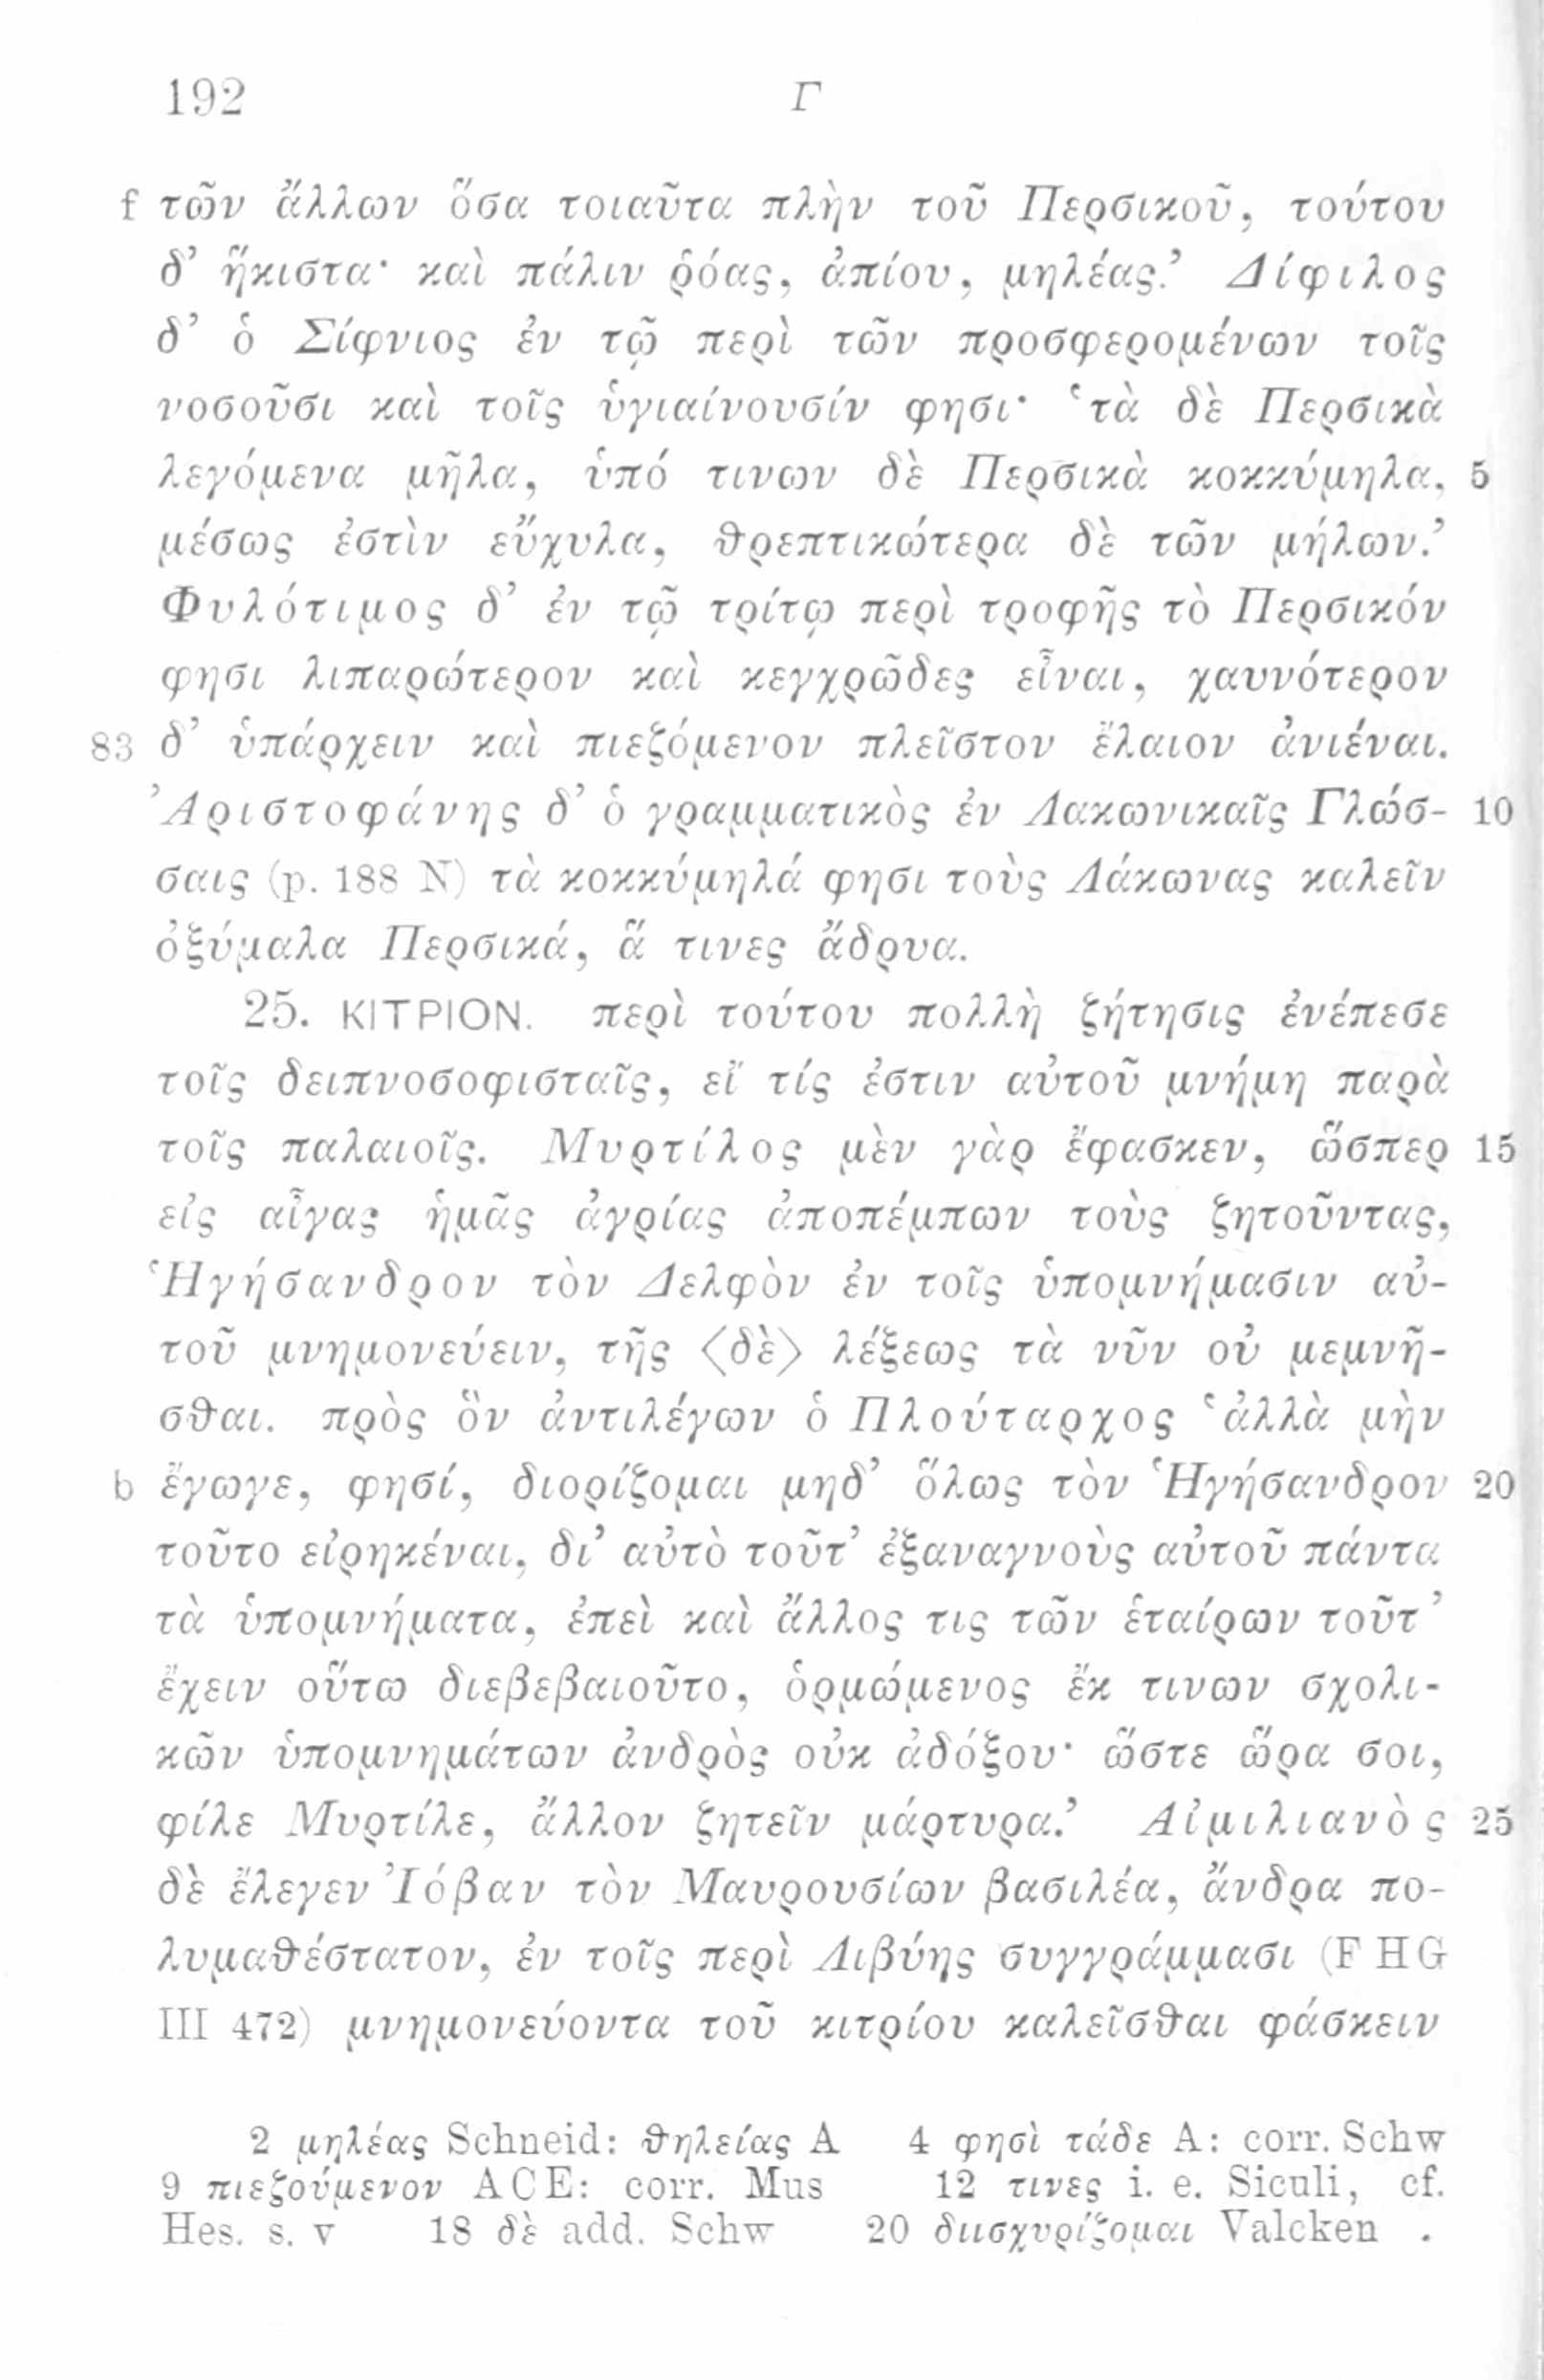 192 Γ
f τῶν ἄλλων ὅσα τοιαῦτα πλὴν τοῦ Περσικοῦ, τούτου
δ’ ἥκιστα· καὶ πάλιν ῥόας, ἀπίου, μηλέας.’ Δίφιλος
δ’ ὁ Σίφνιος ἐν τῷ περὶ τῶν προσφερομένων τοῖς
νοσοῦσι καὶ τοῖς ὑγιαίνουσίν φησι· ‘τὰ δὲ Περσικὰ
λεγόμενα μῆλα, ὑπό τινων δὲ Περσικὰ κοκκύμηλα, 5
μέσως ἐστὶν εὔχυλα, θρεπτικώτερα δὲ τῶν μήλων.’
Φυλότιμος δ’ ἐν τῷ τρίτῳ περὶ τροφῆς τὸ Περσικόν
φησι λιπαρώτερον καὶ κεγχρῶδες εἶναι, χαυνότερον
83 δ’ ὑπάρχειν καὶ πιεζόμενον πλεῖστον ἔλαιον ἀνιέναι.
Ἀριστοφάνης δ’ ὁ γραμματικὸς ἐν Λακωνικαῖς Γλώσ- 10
σαις (p. 188 N) τὰ κοκκύμηλά φησι τοὺς Λάκωνας καλεῖν
ὀξύμαλα Περσικά, ἅ τινες ἄδρυα.
25. ΚΙΤΡΙΟΝ. περὶ τούτου πολλὴ ζήτησις ἐνέπεσε
τοῖς δειπνοσοφισταῖς, εἴ τίς ἐστιν αὐτοῦ μνήμη παρὰ
τοῖς παλαιοῖς. Μυρτίλος μὲν γὰρ ἔφασκεν, ὥσπερ 15
εἰς αἶγας ἡμᾶς ἀγρίας ἀποπέμπων τοὺς ζητοῦντας,
Ἡγήσανδρον τὸν Δελφὸν ἐν τοῖς ὑπομνήμασιν αὐ-
τοῦ μνημονεύειν, τῆς <δὲ> λέξεως τὰ νῦν οὐ μεμνῆ-
σθαι. πρὸς ὃν ἀντιλέγων ὁ Πλούταρχος ‘ἀλλὰ μὴν
b ἔγωγε, φησί, διορίζομαι μηδ’ ὅλως τὸν Ἡγήσανδρον 20
τοῦτο εἰρηκέναι, δι’ αὐτὸ τοῦτ’ ἐξαναγνοὺς αὐτοῦ πάντα
τὰ ὑπομνήματα, ἐπεὶ καὶ ἄλλος τις τῶν ἑταίρων τοῦτ’
ἔχειν οὕτω διεβεβαιοῦτο, ὁρμώμενος ἔκ τινων σχολι-
κῶν ὑπομνημάτων ἀνδρὸς οὐκ ἀδόξου· ὥστε ὥρα σοι,
φίλε Μυρτίλε, ἄλλον ζητεῖν μάρτυρα.’ Αἰμιλιανὸς 25
δὲ ἔλεγεν Ἰόβαν τὸν Μαυρουσίων βασιλέα, ἄνδρα πο-
λυμαθέστατον, ἐν τοῖς περὶ Λιβύης συγγράμμασι (FHG
III 472) μνημονεύοντα τοῦ κιτρίου καλεῖσθαι φάσκειν
2 μηλέας Schneid: θηλείας A 4 φησὶ τάδε A: corr. Schw
9 πιεζούμενον ACE: corr. Mus 12 τινες i. e. Siculi, cf.
Hes. s. v 18 δὲ add. Schw 20 διισχυρίζομαι Valcken .